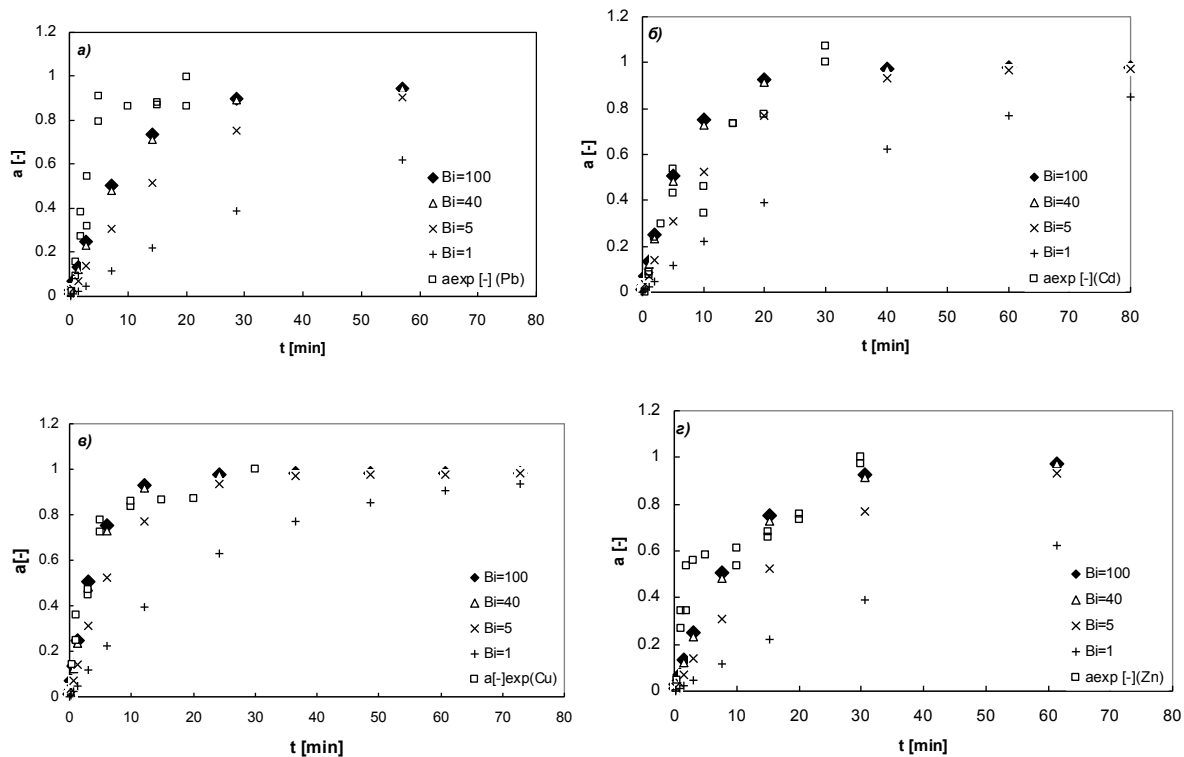 а)
1.2
1
0.8
0.6
0.4
0.2
0
a [-]
0 10 20 30 40 50 60 70 80
t [min]
Bi=100
Bi=40
Bi=5
Bi=1
aexp [-] (Pb)
б)
1.2
1
0.8
0.6
0.4
0.2
0
a [-]
0 10 20 30 40 50 60 70 80
t [min]
Bi=100
Bi=40
Bi=5
Bi=1
aexp [-](Cd)
в)
1.2
1
0.8
0.6
0.4
0.2
0
a[-]
0 10 20 30 40 50 60 70 80
t [min]
Bi=100
Bi=40
Bi=5
Bi=1
a[-]exp(Cu)
г)
1.2
1
0.8
0.6
0.4
0.2
0
a [-]
0 10 20 30 40 50 60 70 80
t [min]
Bi=100
Bi=40
Bi=5
Bi=1
aexp [-](Zn)